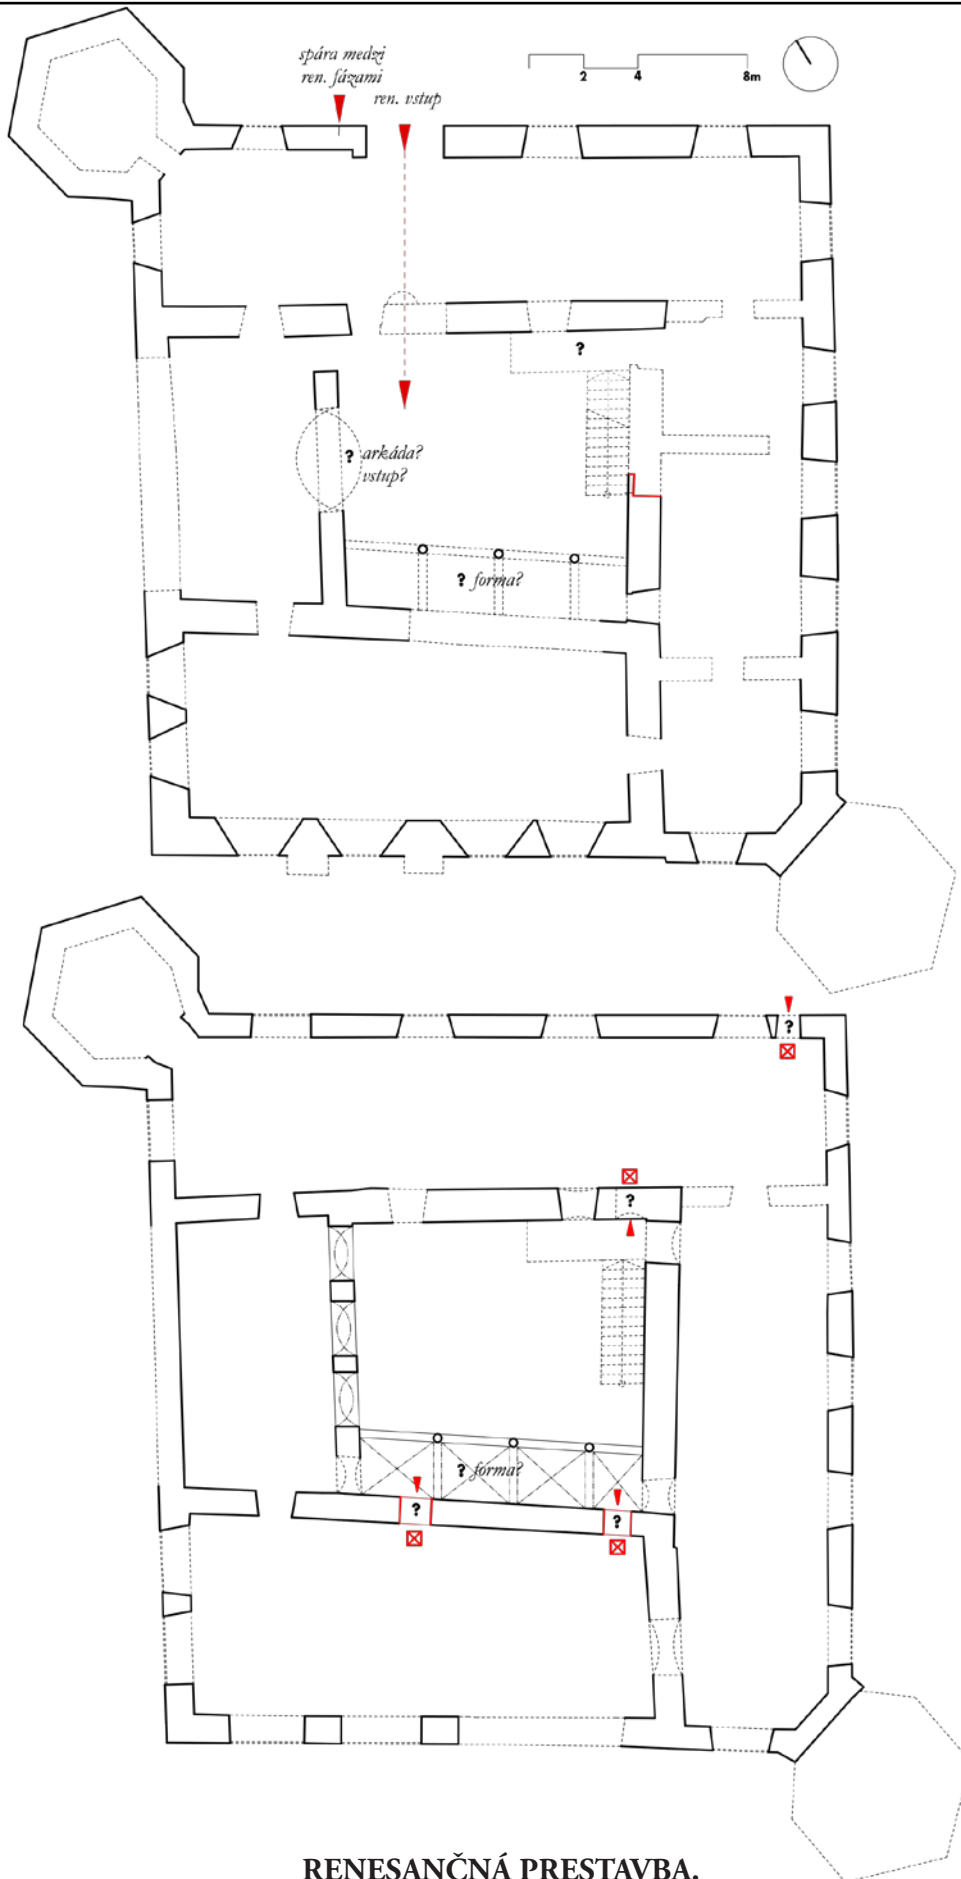 spára medzi
ren. fázami
ren. vstup
2 4 8m
?
? arkáda?
vstup?
? forma?
?
?
? forma?
?
?
RENESANČNÁ PRESTAVBA.